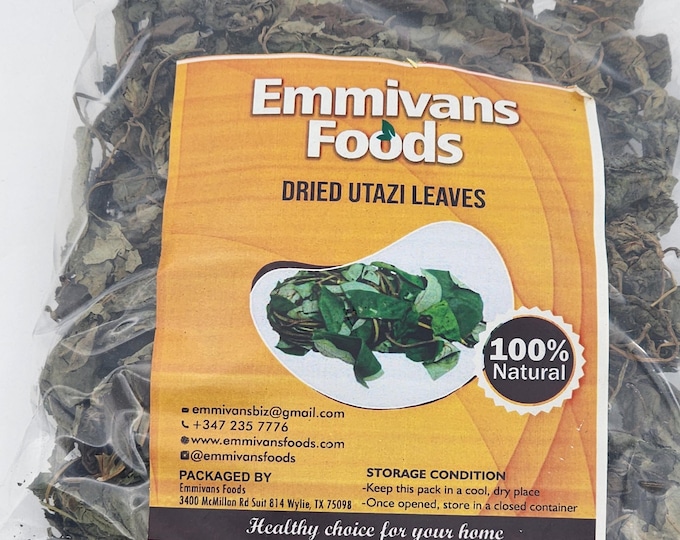 Emmivans
Foods
DRIED UTAZI LEAVES
100%
Natural
emmivansbiz@gmail.com
+347 235 7776
www.emmivansfoods.com
@emmivansfoods
PACKAGED BY
Emmivans Foods
3400 McMillan Rd Suit 814 Wylie, TX 75098
STORAGE CONDITION
-Keep this pack in a cool, dry place
-Once opened, store in a closed container
Healthy choice for your home